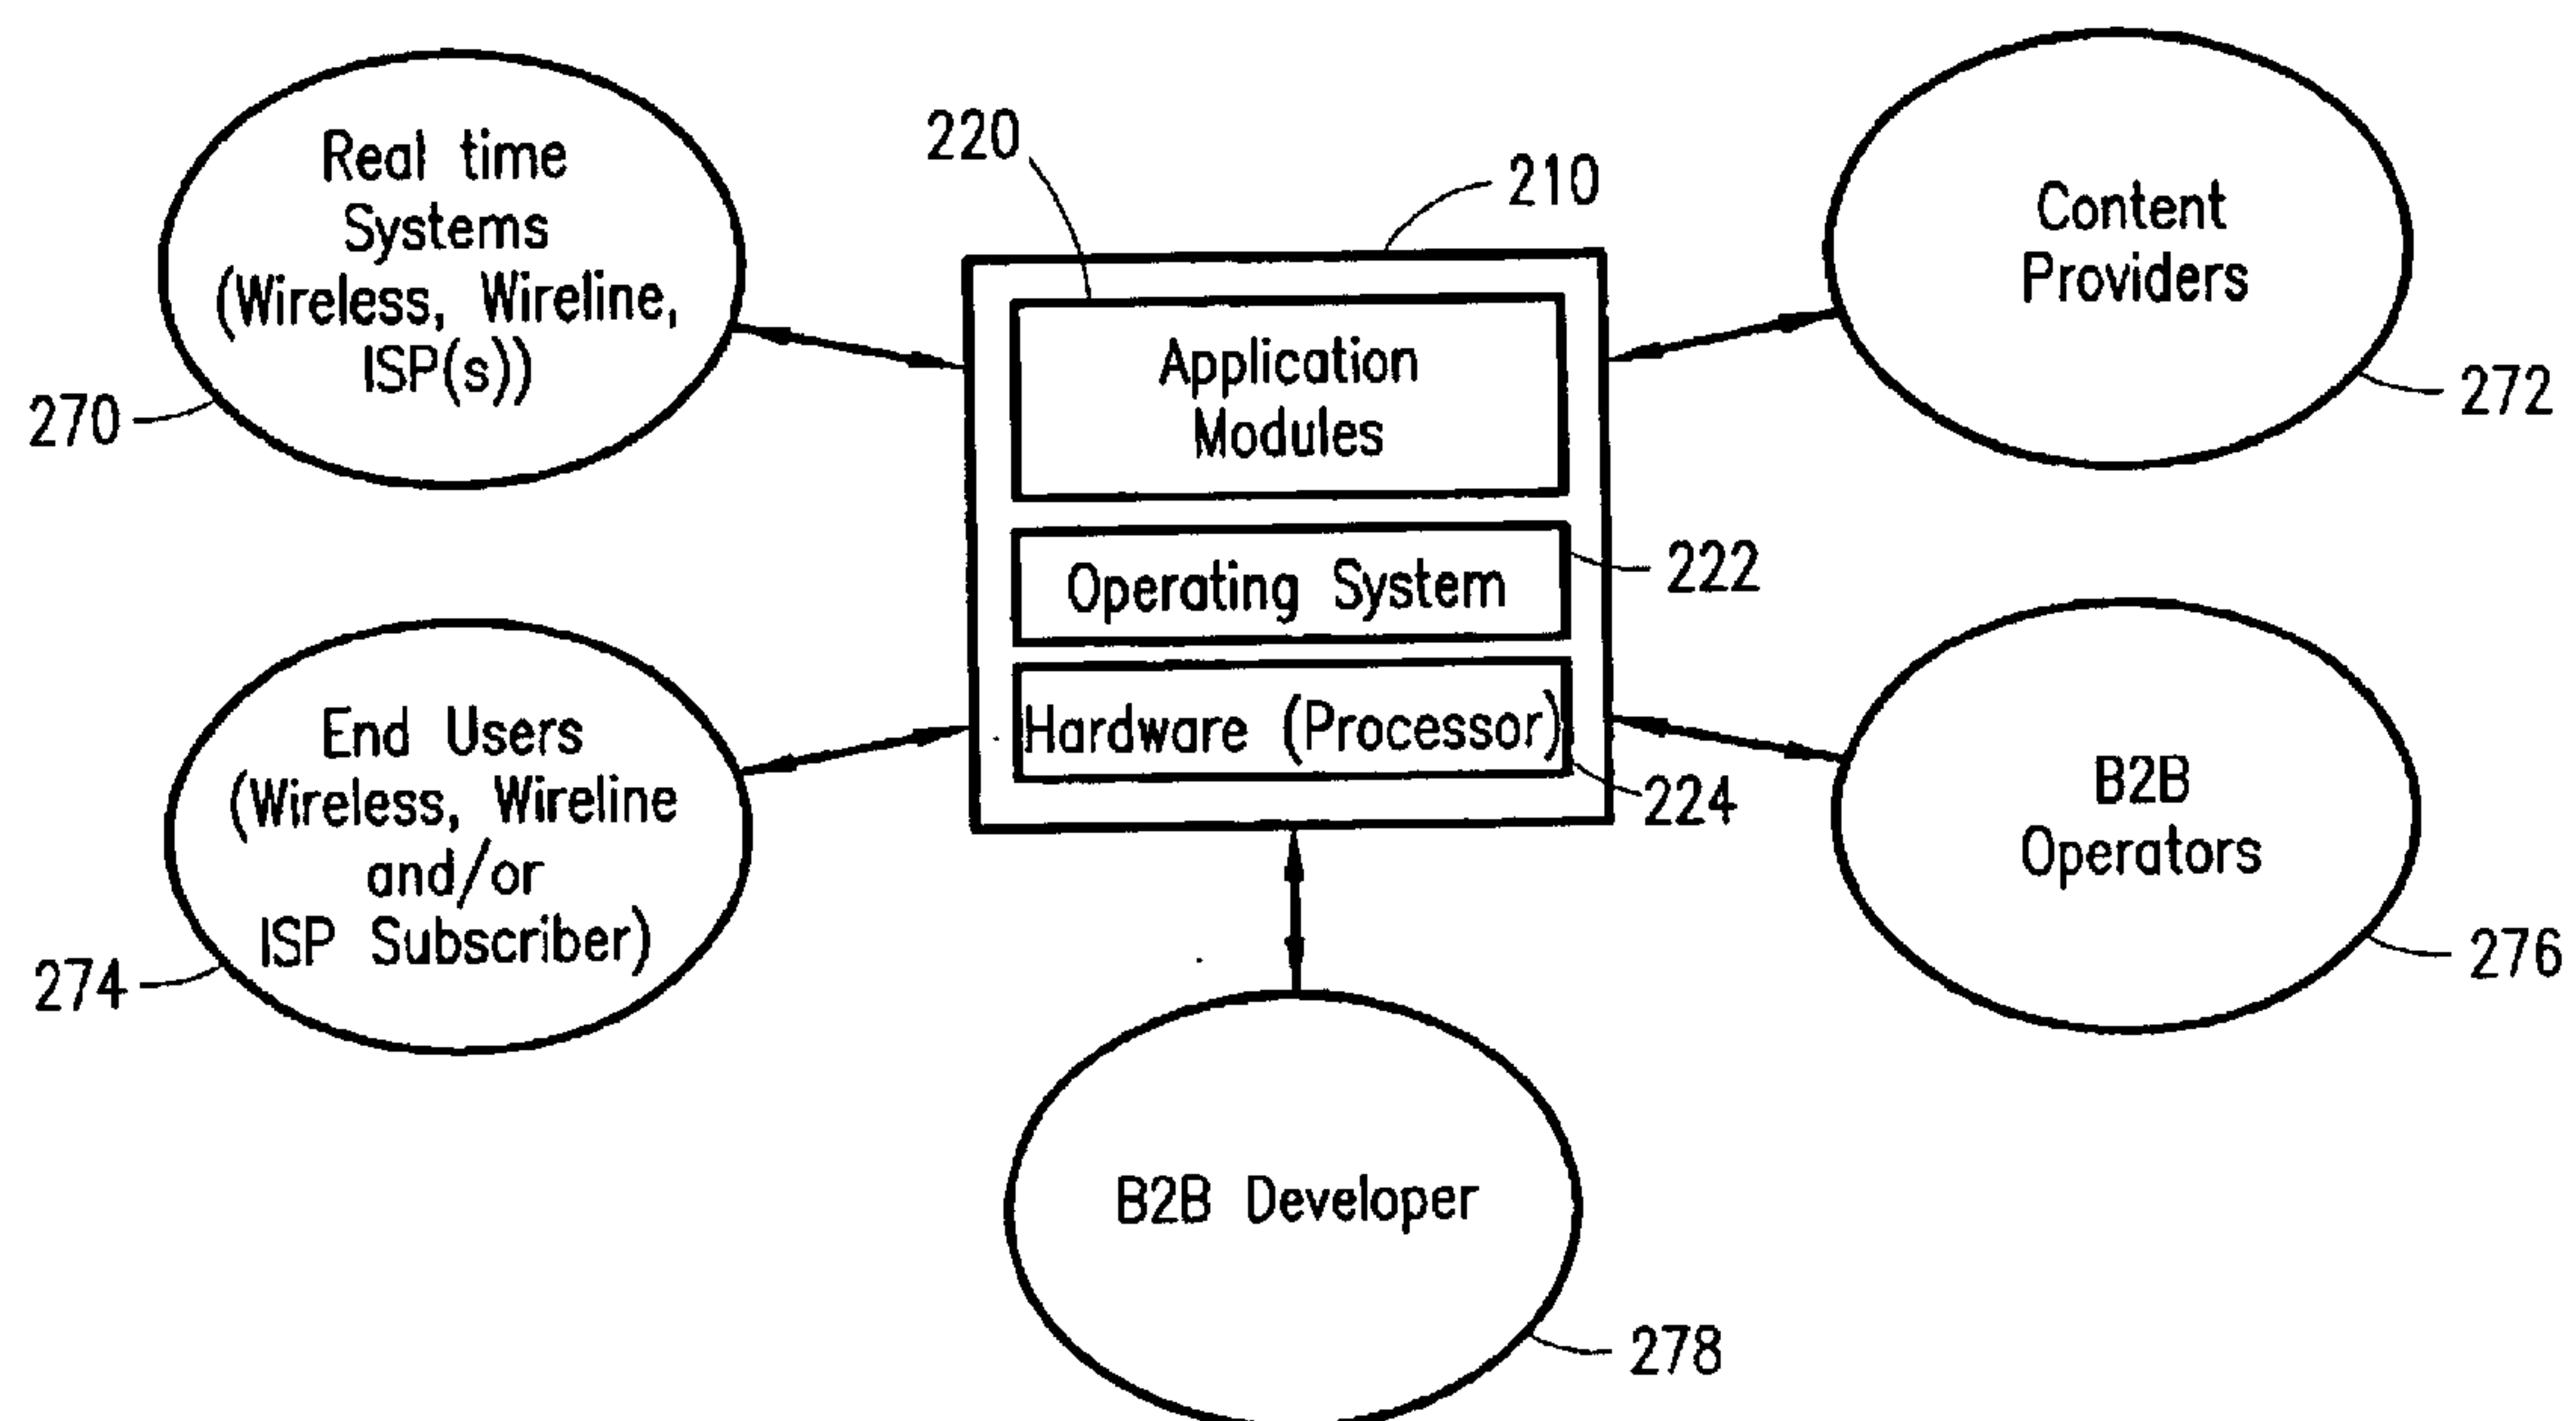 Real time
Systems
(Wireless, Wireline,
ISP(s))
270
220
210
Content
Providers
272
Application
Modules
Operating System
222
Hardware (Processor)
224
End Users
(Wireless, Wireline
and/or
ISP Subscriber)
274
B2B
Operators
276
B2B Developer
278